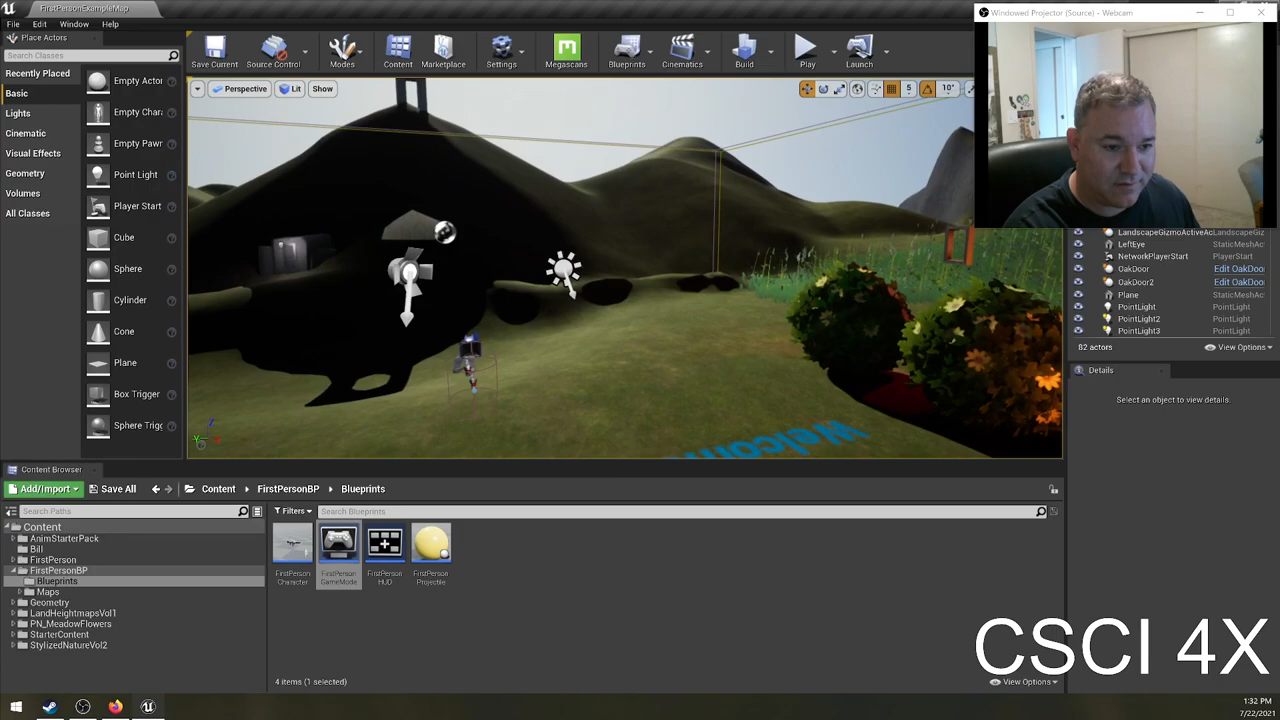 FirstPersonExampleMap
File Edit Window Help
Windowed Projector (Source) - Webcam
Place Actors
Search Classes
Recently Placed
Basic
Lights
Cinematic
Visual Effects
Geometry
Volumes
All Classes
Empty Actor
Empty Chara
Empty Pawn
Point Light
Player Start
Cube
Sphere
Cylinder
Cone
Plane
Box Trigger
Sphere Trigg
Save Current
Source Control
Modes
Content
Marketplace
Settings
Megascans
Blueprints
Cinematics
Build
Play
Launch
Perspective
Lit
Show
5
10°
Welcom
LandscapeGizmoActiveAc LandscapeGiz
LeftEye StaticMeshAc
NetworkPlayerStart PlayerStart
OakDoor Edit OakDoo
OakDoor2 Edit OakDoo
Plane StaticMeshAc
PointLight PointLight
PointLight2 PointLight
PointLight3 PointLight
82 actors
View Options
Details
Select an object to view details.
Content Browser
Add/Import
Save All
Content
FirstPersonBP
Blueprints
Search Paths
Filters
Search Blueprints
Content
AnimStarterPack
Bill
FirstPerson
FirstPersonBP
Blueprints
Maps
Geometry
LandHeightmapsVol1
PN_MeadowFlowers
StarterContent
StylizedNatureVol2
FirstPerson
Character
FirstPerson
GameMode
FirstPerson
HUD
FirstPerson
Projectile
4 items (1 selected)
View Options
CSCI 4X
1:32 PM
7/22/2021